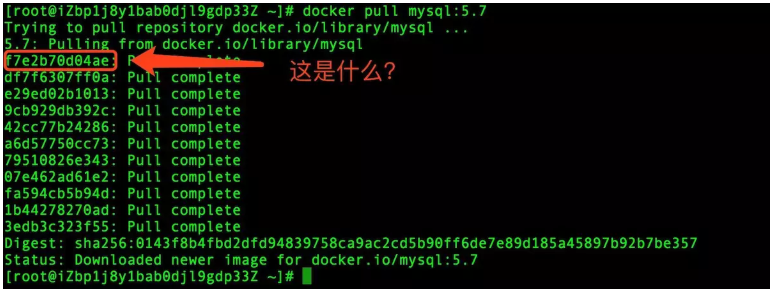 [root@iZbp1j8y1bab0djl9gdp33Z ~]# docker pull mysql:5.7
Trying to pull repository docker.io/library/mysql ...
5.7: Pulling from docker.io/library/mysql
f7e2b70d04ae: P complete
这是什么?
df7f6307ff0a: Pull complete
e29ed02b1013: Pull complete
9cb929db392c: Pull complete
42cc77b24286: Pull complete
a6d57750cc73: Pull complete
79510826e343: Pull complete
07e462ad61e2: Pull complete
fa594cb5b94d: Pull complete
1b44278270ad: Pull complete
3edb3c323f55: Pull complete
Digest: sha256:0143f8b4fbd2dfd94839758ca9ac2cd5b90ff6de7e89d185a45897b92b7be357
Status: Downloaded newer image for docker.io/mysql:5.7
[root@iZbp1j8y1bab0djl9gdp33Z ~]#